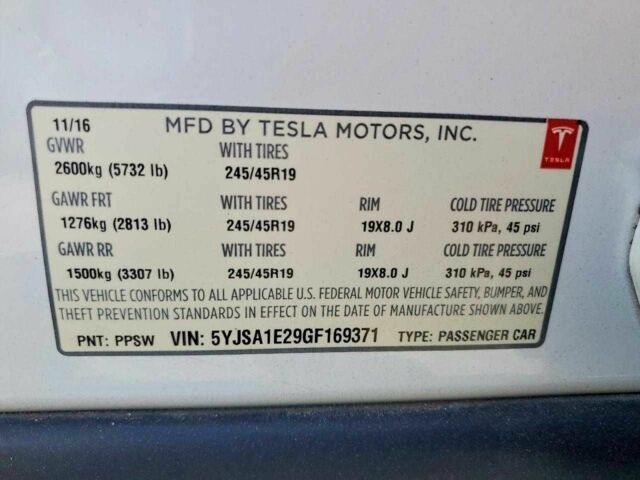 11/16 MFD BY TESLA MOTORS, INC.
GVWR WITH TIRES TESLA
2600kg (5732 lb) 245/45R19
GAWR FRT WITH TIRES RIM COLD TIRE PRESSURE
1276kg (2813 lb) 245/45R19 19X8.0 J 310 kPa, 45 psi
GAWR RR WITH TIRES RIM COLD TIRE PRESSURE
1500kg (3307 lb) 245/45R19 19X8.0 J 310 kPa, 45 psi
THIS VEHICLE CONFORMS TO ALL APPLICABLE U.S. FEDERAL MOTOR VEHICLE SAFETY, BUMPER, AND
THEFT PREVENTION STANDARDS IN EFFECT ON THE DATE OF MANUFACTURE SHOWN ABOVE.
PNT: PPSW VIN: 5YJSA1E29GF169371 TYPE: PASSENGER CAR